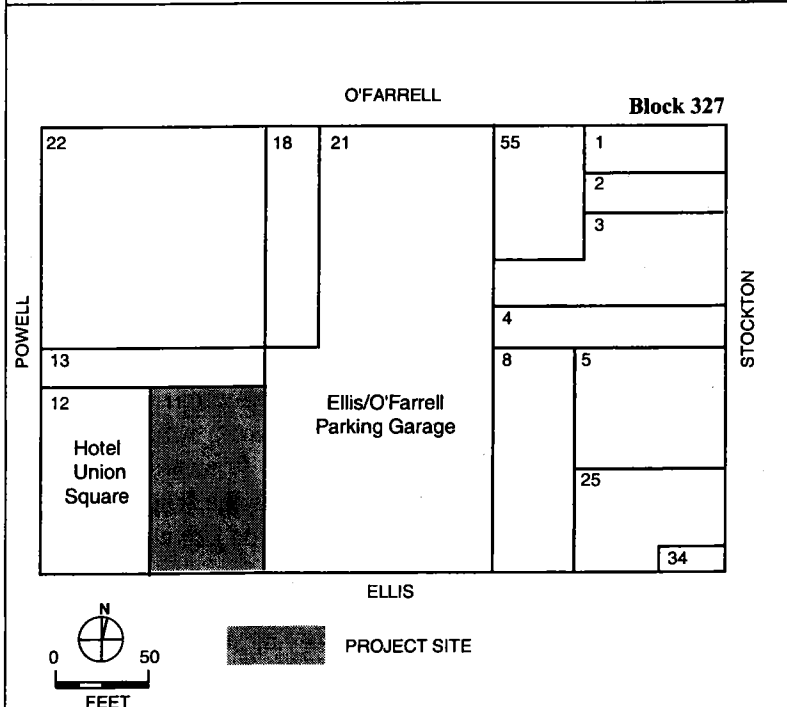 O'FARRELL
Block 327
22
18
21
55
1
2
3
POWELL
STOCKTON
4
13
8
5
12
11
Hotel
Union
Square
Ellis/O'Farrell
Parking Garage
25
34
ELLIS
N
0 50
FEET
PROJECT SITE